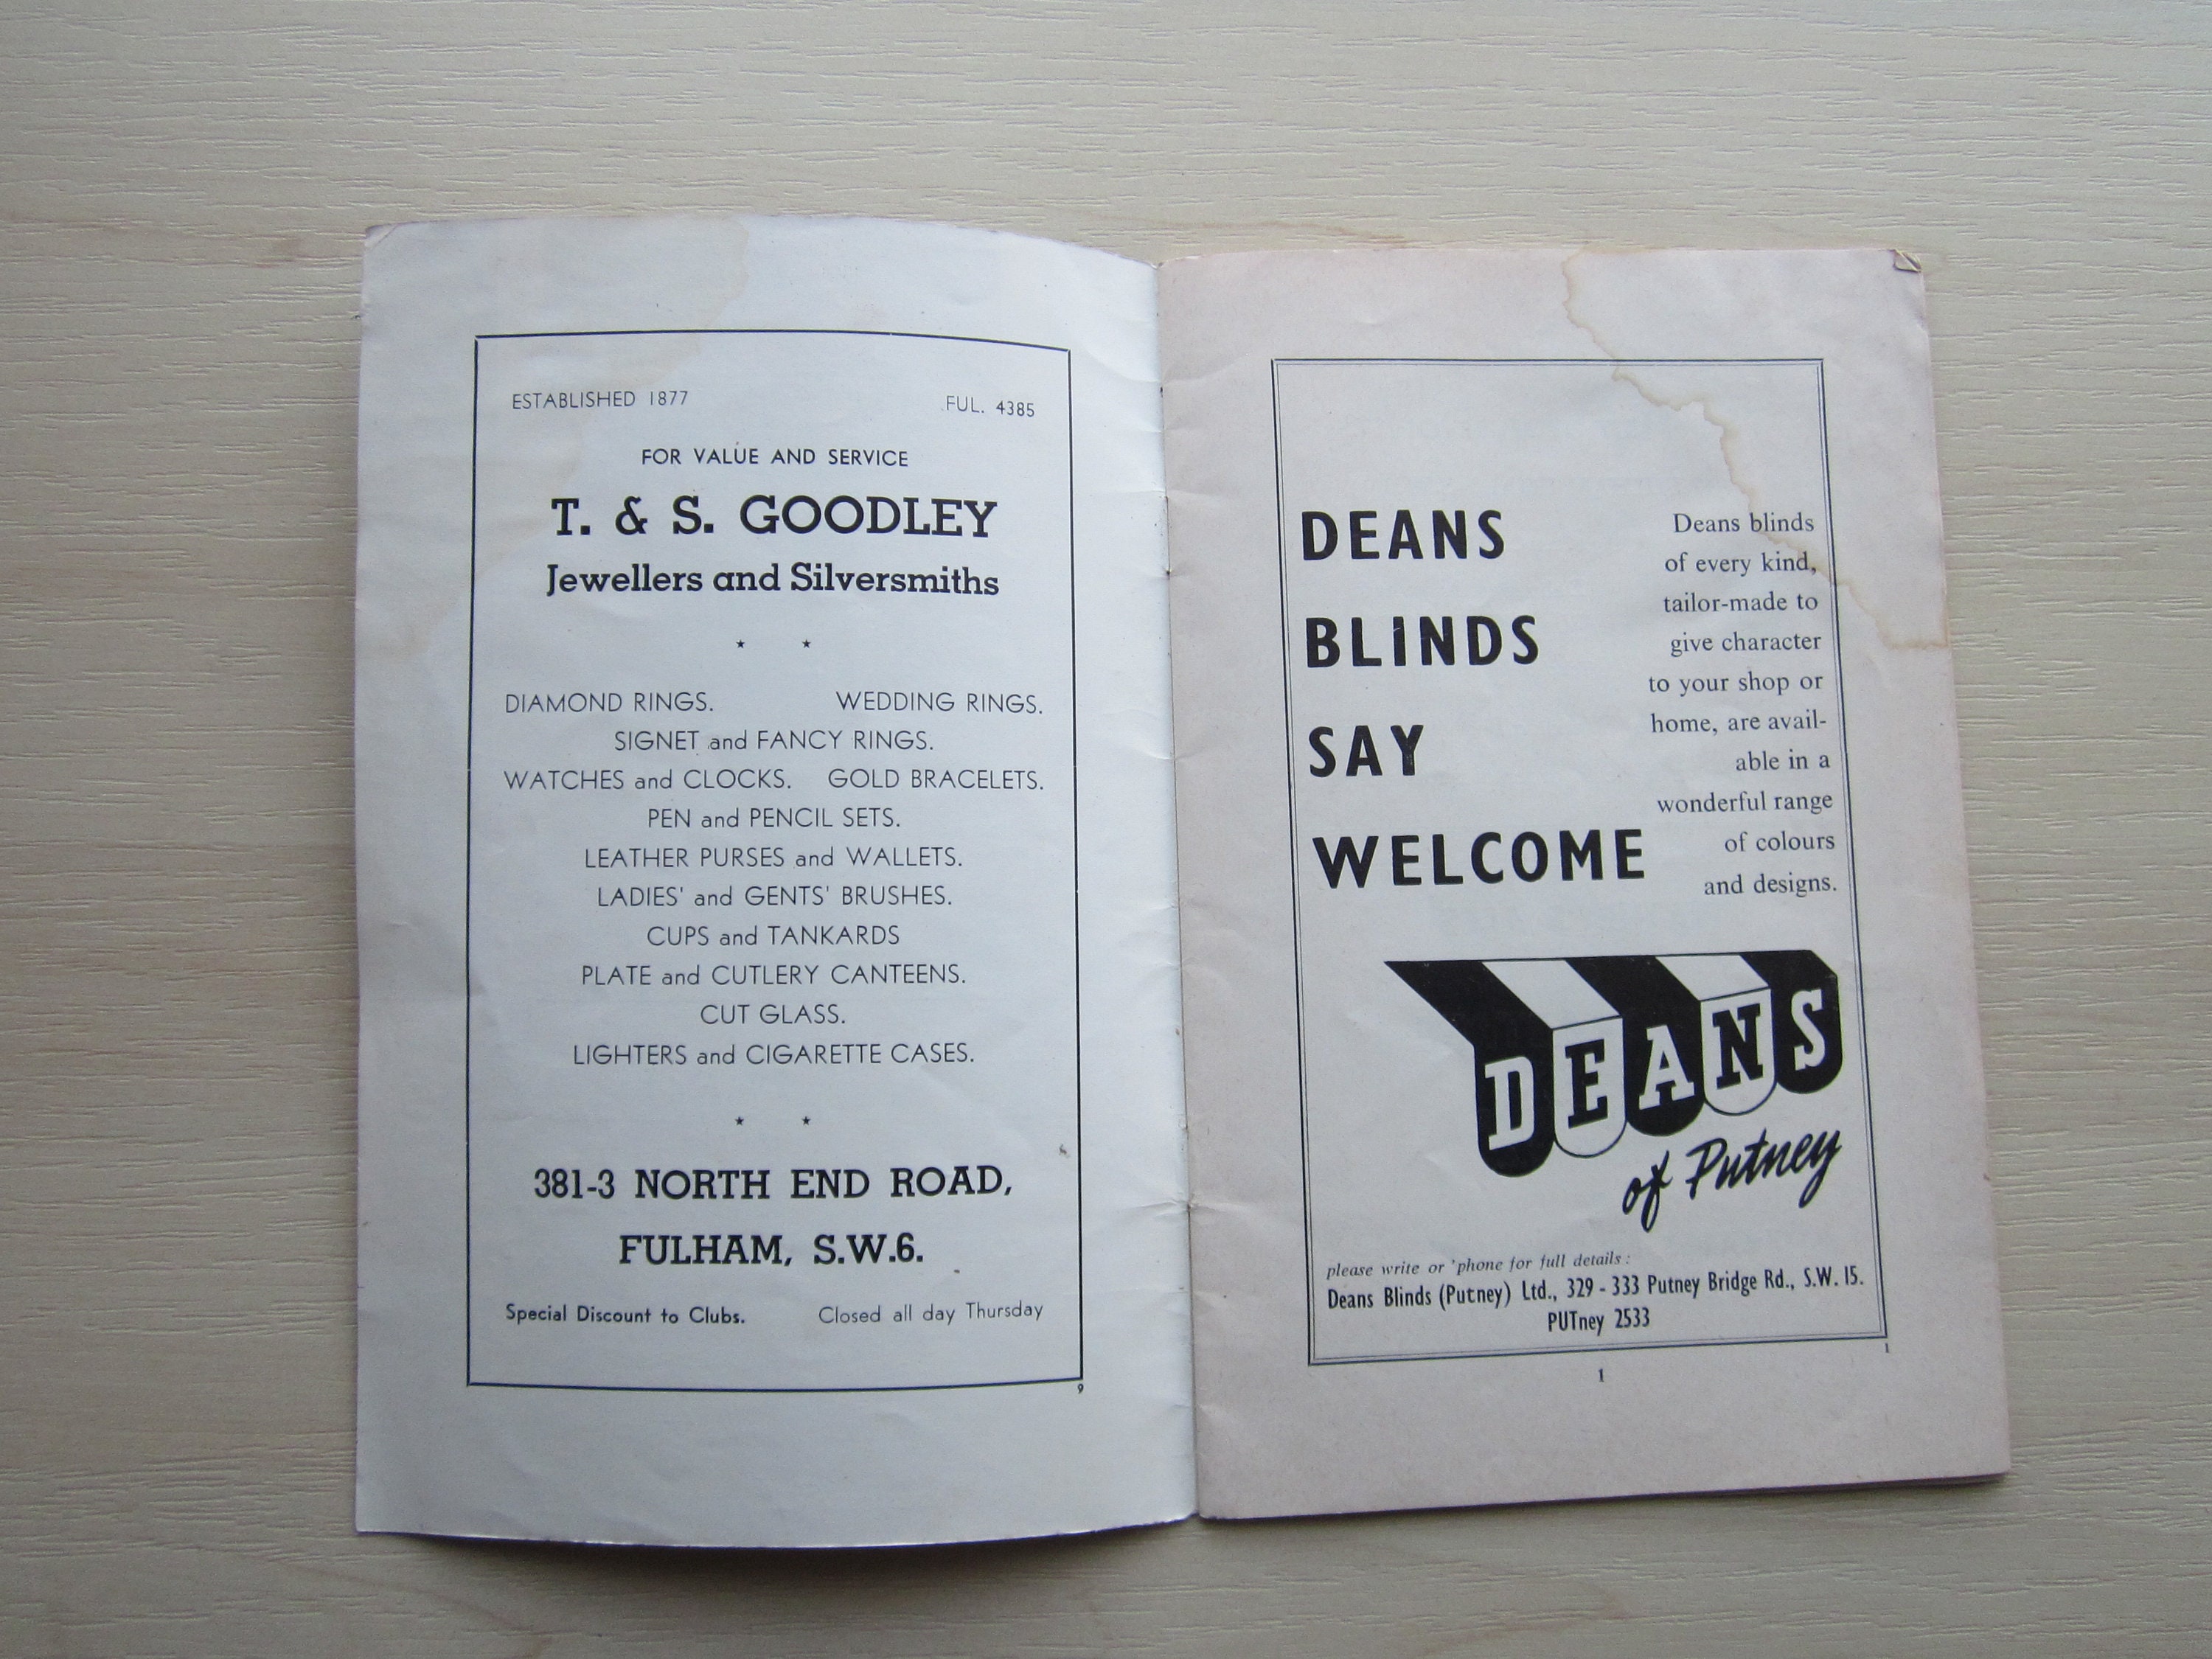 ESTABLISHED 1877 FUL. 4385
FOR VALUE AND SERVICE
T. & S. GOODLEY
Jewellers and Silversmiths
DIAMOND RINGS. WEDDING RINGS.
SIGNET and FANCY RINGS.
WATCHES and CLOCKS. GOLD BRACELETS.
PEN and PENCIL SETS.
LEATHER PURSES and WALLETS.
LADIES' and GENTS' BRUSHES.
CUPS and TANKARDS
PLATE and CUTLERY CANTEENS.
CUT GLASS.
LIGHTERS and CIGARETTE CASES.
381-3 NORTH END ROAD,
FULHAM, S.W.6.
Special Discount to Clubs. Closed all day Thursday
9
DEANS
BLINDS
SAY
WELCOME
Deans blinds
of every kind,
tailor-made to
give character
to your shop or
home, are avail-
able in a
wonderful range
of colours
and designs.
DEANS
of Putney
please write or 'phone for full details :
Deans Blinds (Putney) Ltd., 329 - 333 Putney Bridge Rd., S.W. 15.
PUTney 2533
1
1